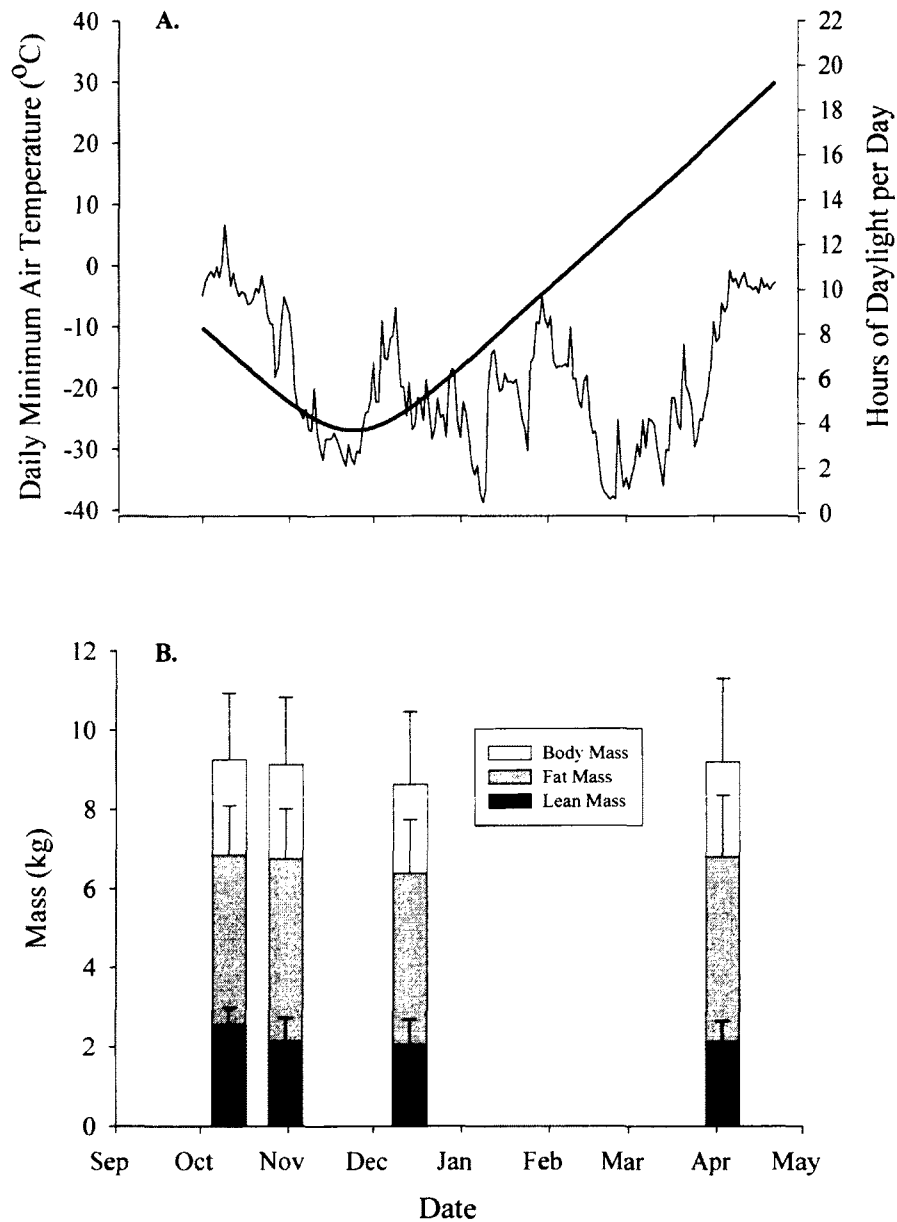 A.
Daily Minimum Air Temperature (°C)
40
30
20
10
0
-10
-20
-30
-40
Hours of Daylight per Day
22
20
18
16
14
12
10
8
6
4
2
0
B.
Mass (kg)
12
10
8
6
4
2
0
Body Mass
Fat Mass
Lean Mass
Sep Oct Nov Dec Jan Feb Mar Apr May
Date